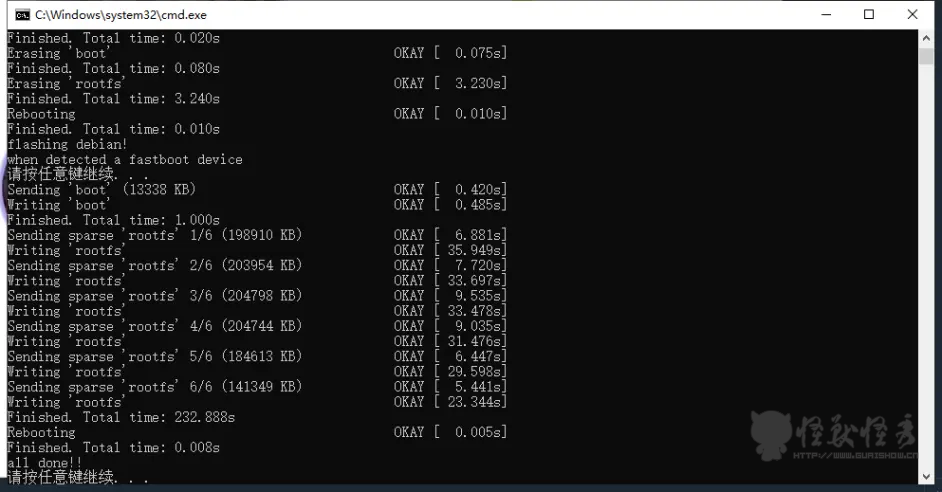 C:\Windows\system32\cmd.exe
Finished. Total time: 0.020s
Erasing 'boot' OKAY [ 0.075s]
Finished. Total time: 0.080s
Erasing 'rootfs' OKAY [ 3.230s]
Finished. Total time: 3.240s
Rebooting OKAY [ 0.010s]
Finished. Total time: 0.010s
flashing debian!
when detected a fastboot device
请按任意键继续. . .
Sending 'boot' (13338 KB) OKAY [ 0.420s]
Writing 'boot' OKAY [ 0.485s]
Finished. Total time: 1.000s
Sending sparse 'rootfs' 1/6 (198910 KB) OKAY [ 6.881s]
Writing 'rootfs' OKAY [ 35.949s]
Sending sparse 'rootfs' 2/6 (203954 KB) OKAY [ 7.720s]
Writing 'rootfs' OKAY [ 33.697s]
Sending sparse 'rootfs' 3/6 (204798 KB) OKAY [ 9.535s]
Writing 'rootfs' OKAY [ 33.478s]
Sending sparse 'rootfs' 4/6 (204744 KB) OKAY [ 9.035s]
Writing 'rootfs' OKAY [ 31.476s]
Sending sparse 'rootfs' 5/6 (184613 KB) OKAY [ 6.447s]
Writing 'rootfs' OKAY [ 29.598s]
Sending sparse 'rootfs' 6/6 (141349 KB) OKAY [ 5.441s]
Writing 'rootfs' OKAY [ 23.344s]
Finished. Total time: 232.888s
Rebooting OKAY [ 0.005s]
Finished. Total time: 0.008s
all done!!
请按任意键继续. . .
怪兽怪秀
HTTP://WWW.GUAISHOW.CN